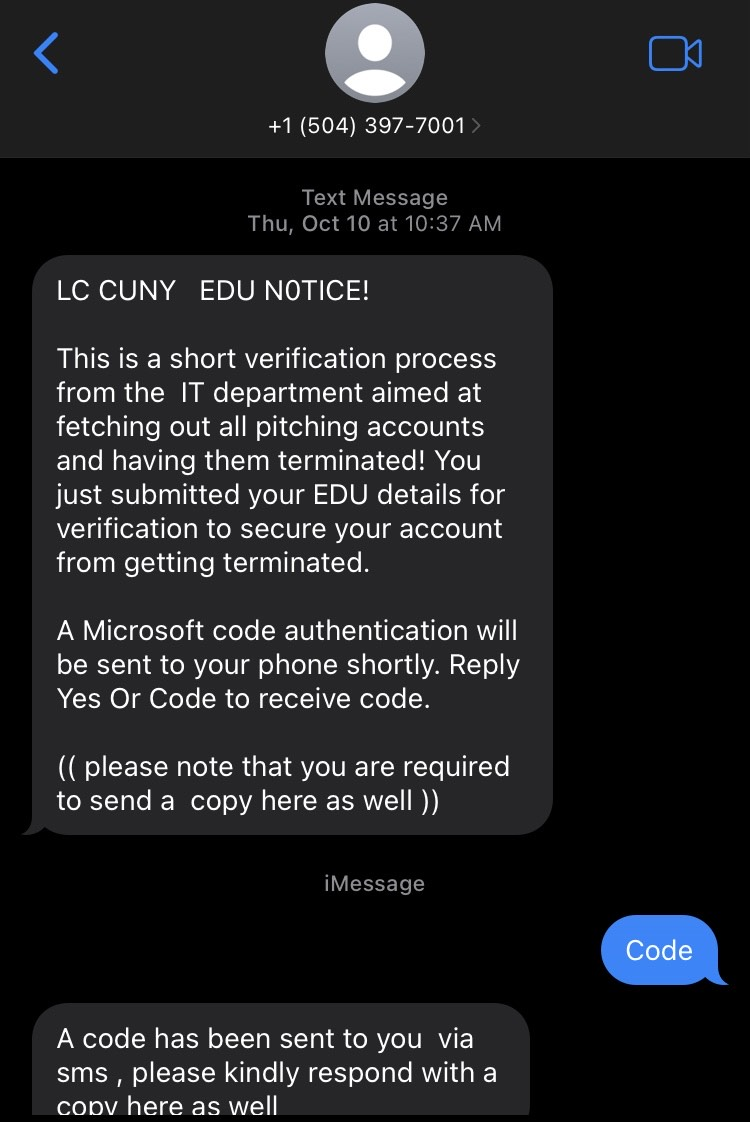 +1 (504) 397-7001
Text Message
Thu, Oct 10 at 10:37 AM
LC CUNY   EDU N0TICE!
This is a short verification process
from the  IT department aimed at
fetching out all pitching accounts
and having them terminated! You
just submitted your EDU details for
verification to secure your account
from getting terminated.
A Microsoft code authentication will
be sent to your phone shortly. Reply
Yes Or Code to receive code.
(( please note that you are required
to send a  copy here as well ))
iMessage
Code
A code has been sent to you  via
sms , please kindly respond with a
copy here as well